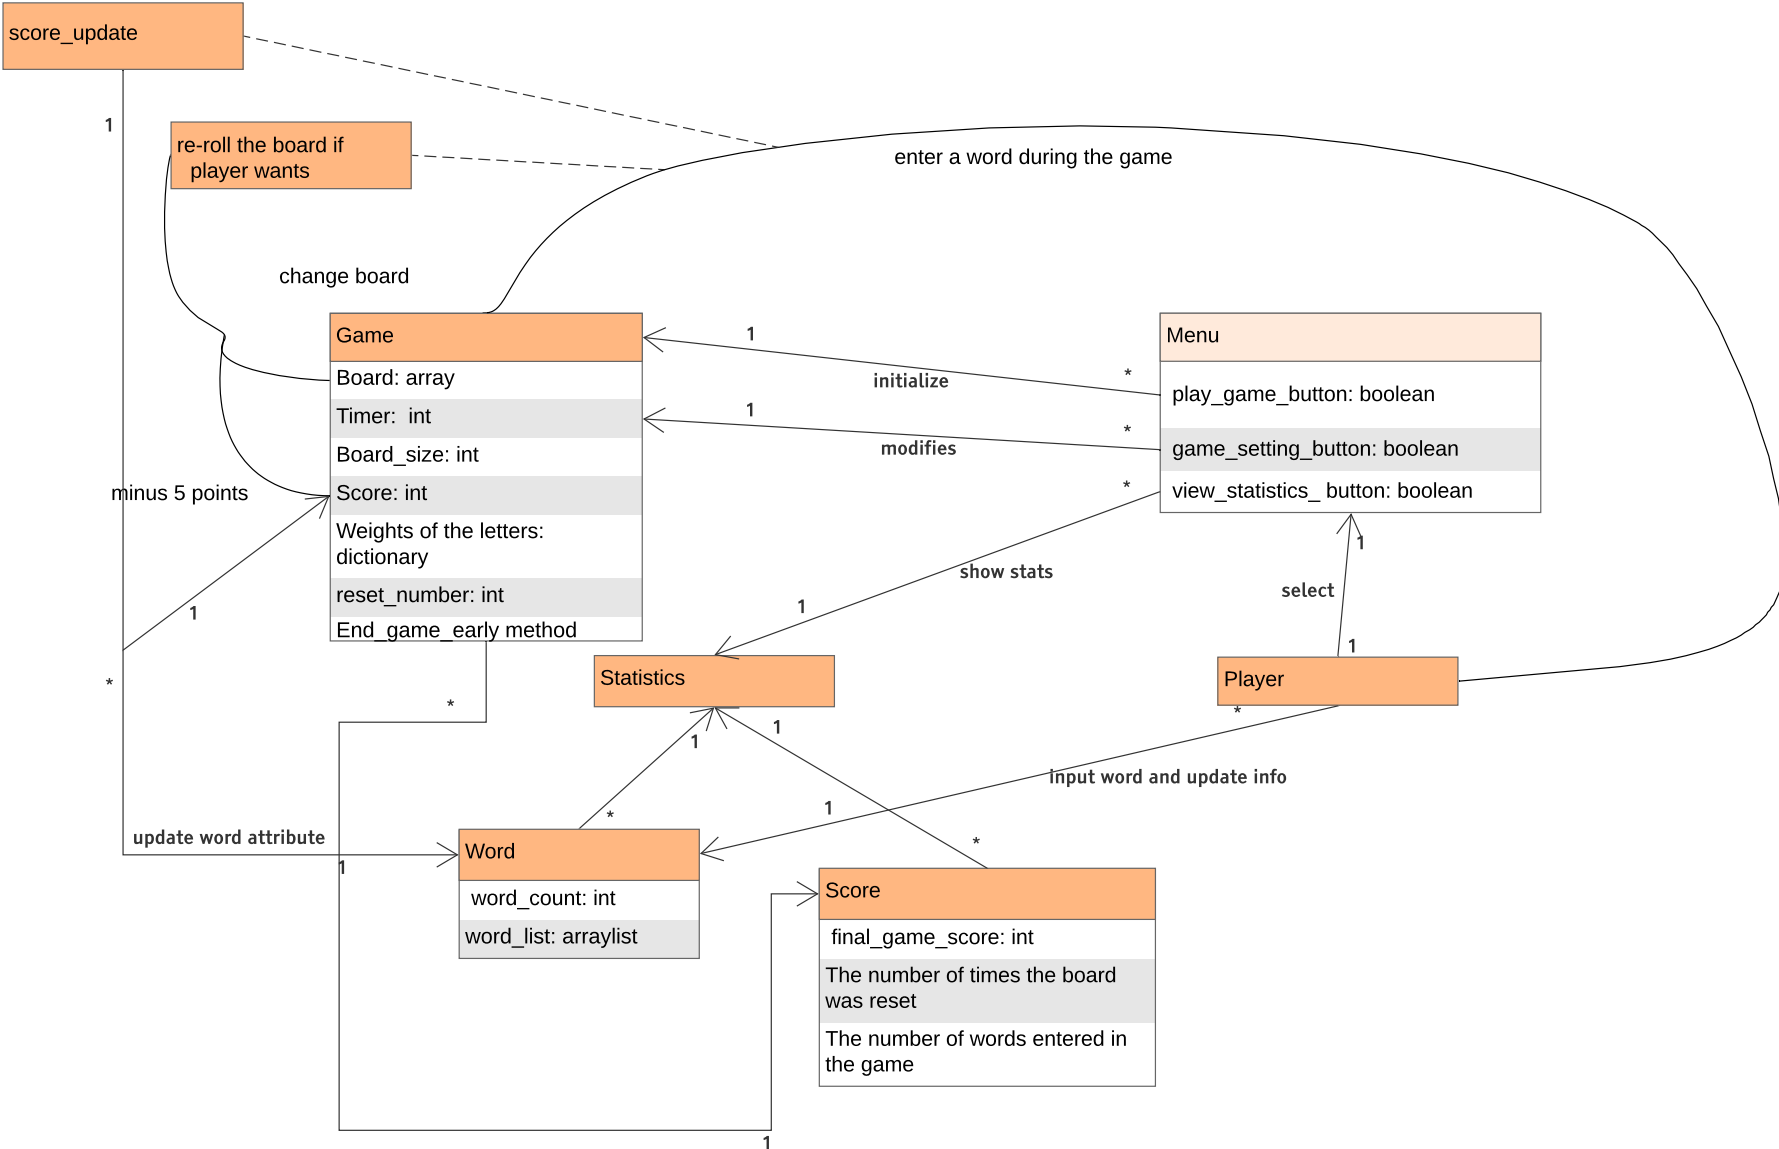 score_update
1
re-roll the board if
player wants
enter a word during the game
change board
Game
Board: array
Timer: int
Board_size: int
Score: int
Weights of the letters:
dictionary
reset_number: int
End_game_early method
1
*
initialize
1
*
modifies
Menu
play_game_button: boolean
game_setting_button: boolean
view_statistics_ button: boolean
*
show stats
1
minus 5 points
1
*
1
select
1
Statistics
Player
*
*
1
1
input word and update info
1
*
*
update word attribute
1
Word
word_count: int
word_list: arraylist
Score
final_game_score: int
The number of times the board
was reset
The number of words entered in
the game
1